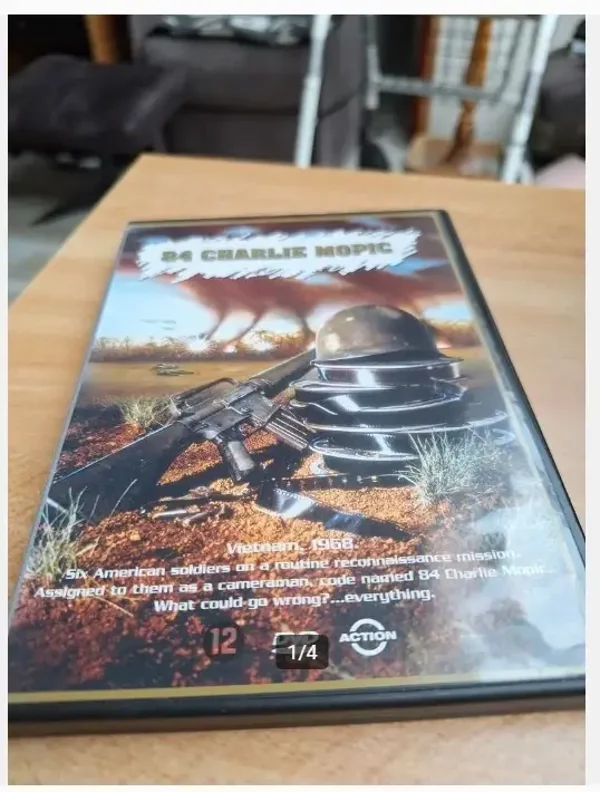 84 CHARLIE MOPIC
Vietnam, 1968.
Six American soldiers on a routine reconnaissance mission.
Assigned to them as a cameraman, code named 84 Charlie Mopic.
What could go wrong?...everything.
12
1/4
ACTION